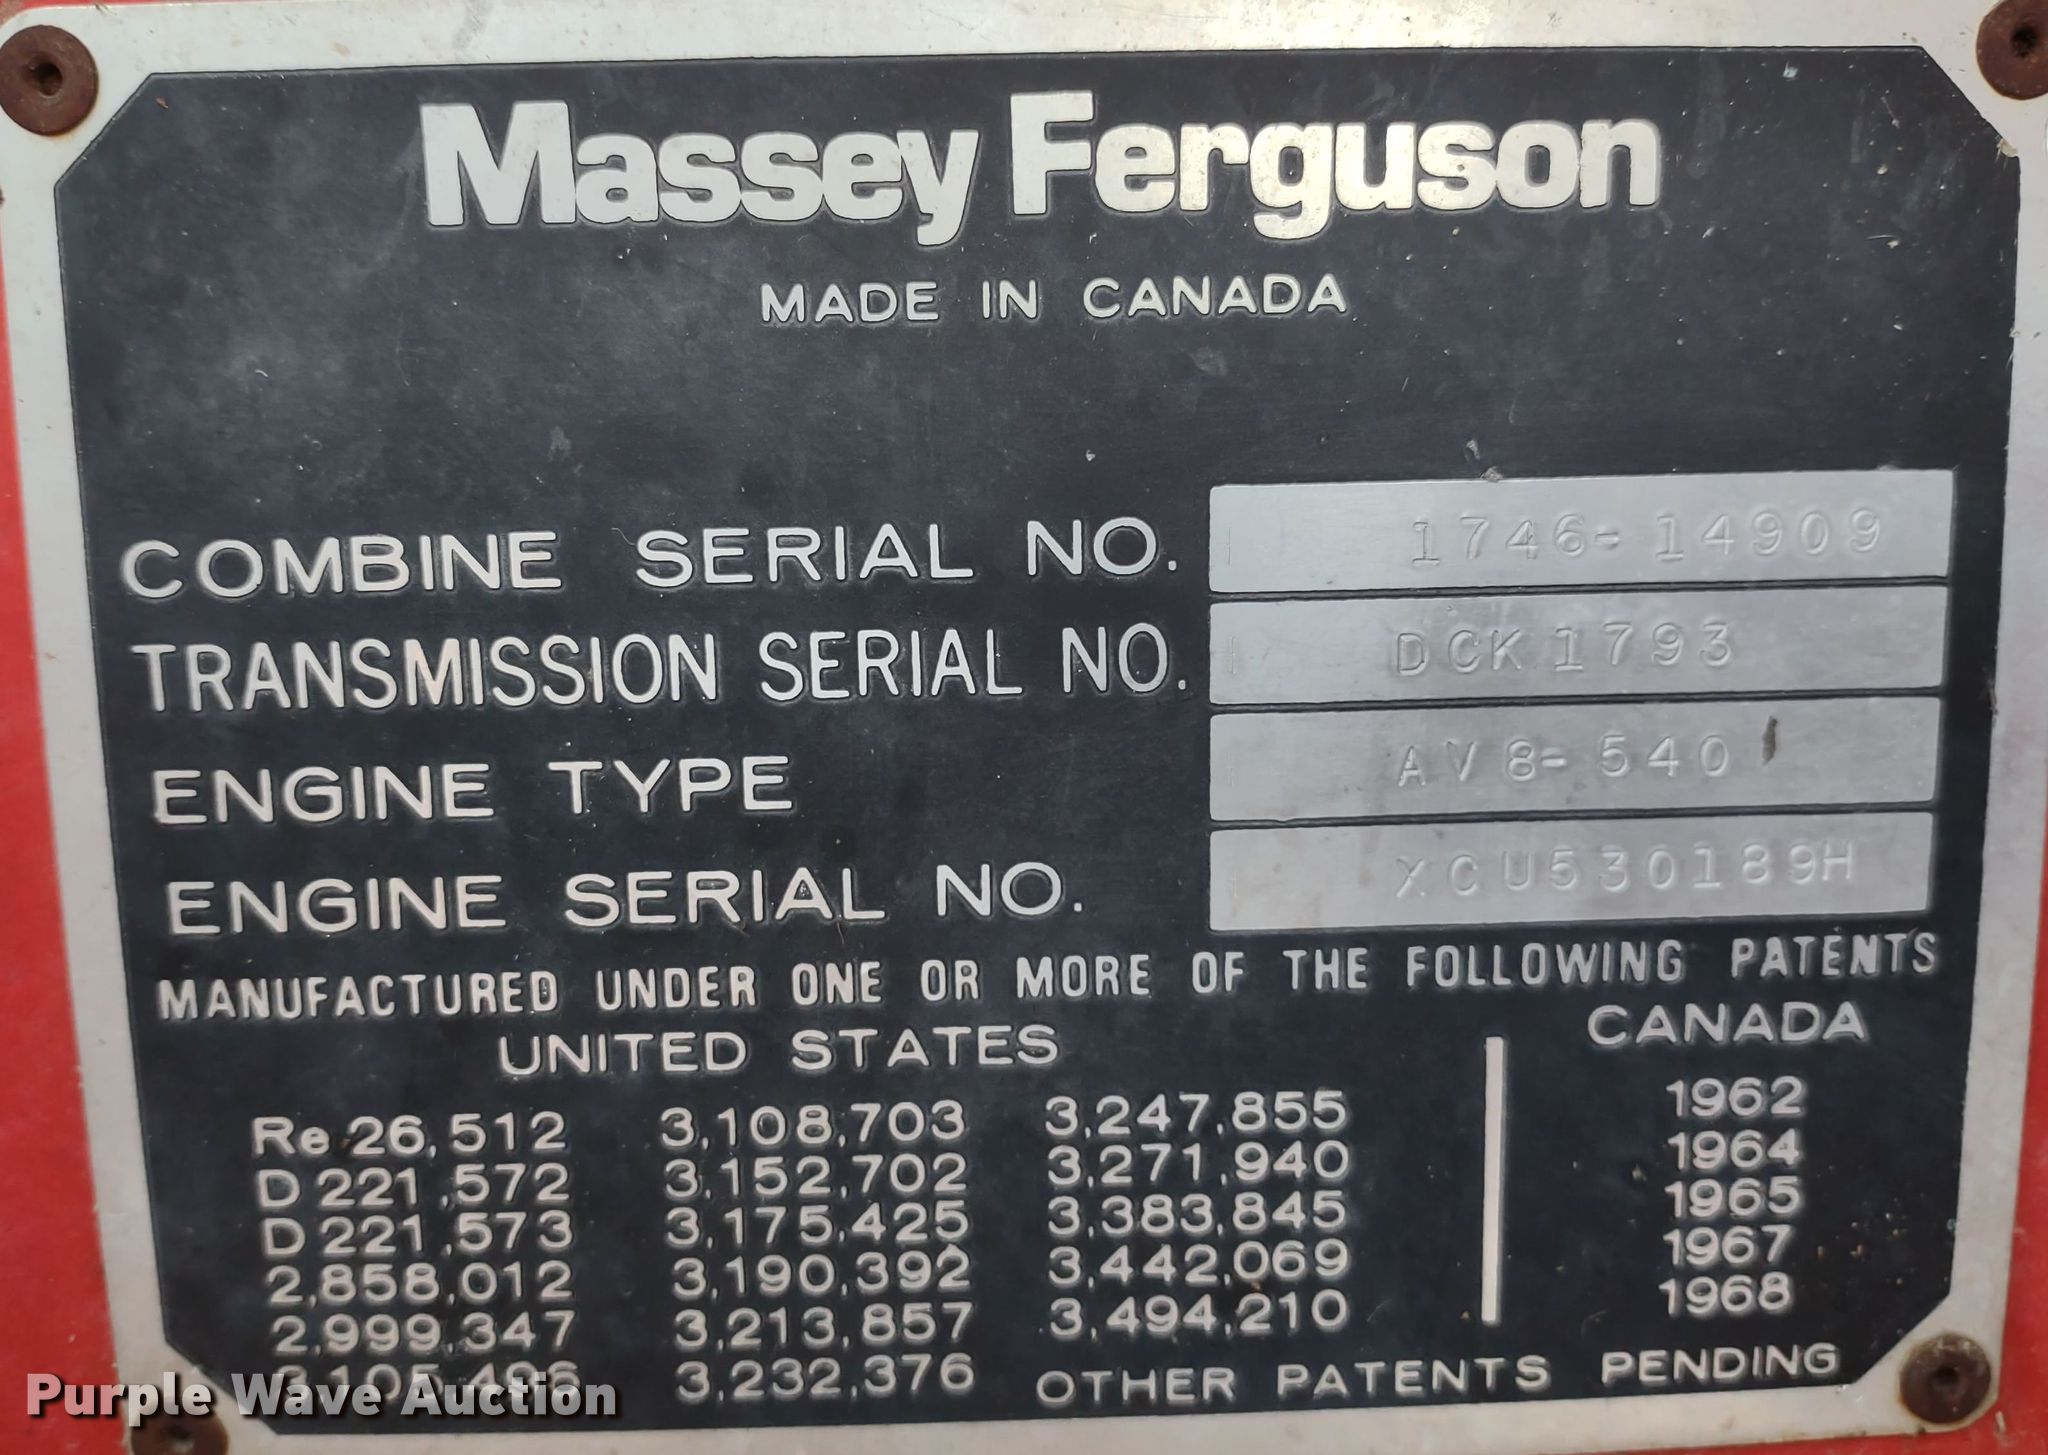 Massey Ferguson
MADE IN CANADA
COMBINE SERIAL NO. 1746-14909
TRANSMISSION SERIAL NO. DCK1793
ENGINE TYPE AV8-540
ENGINE SERIAL NO. XCU530189H
MANUFACTURED UNDER ONE OR MORE OF THE FOLLOWING PATENTS
UNITED STATES CANADA
Re 26,512 3,108,703 3,247,855 1962
D 221,572 3,152,702 3,271,940 1964
D 221,573 3,175,425 3,383,845 1965
2,858,012 3,190,392 3,442,069 1967
2,999,347 3,213,857 3,494,210 1968
3,105,496 3,232,376 OTHER PATENTS PENDING
Purple Wave Auction